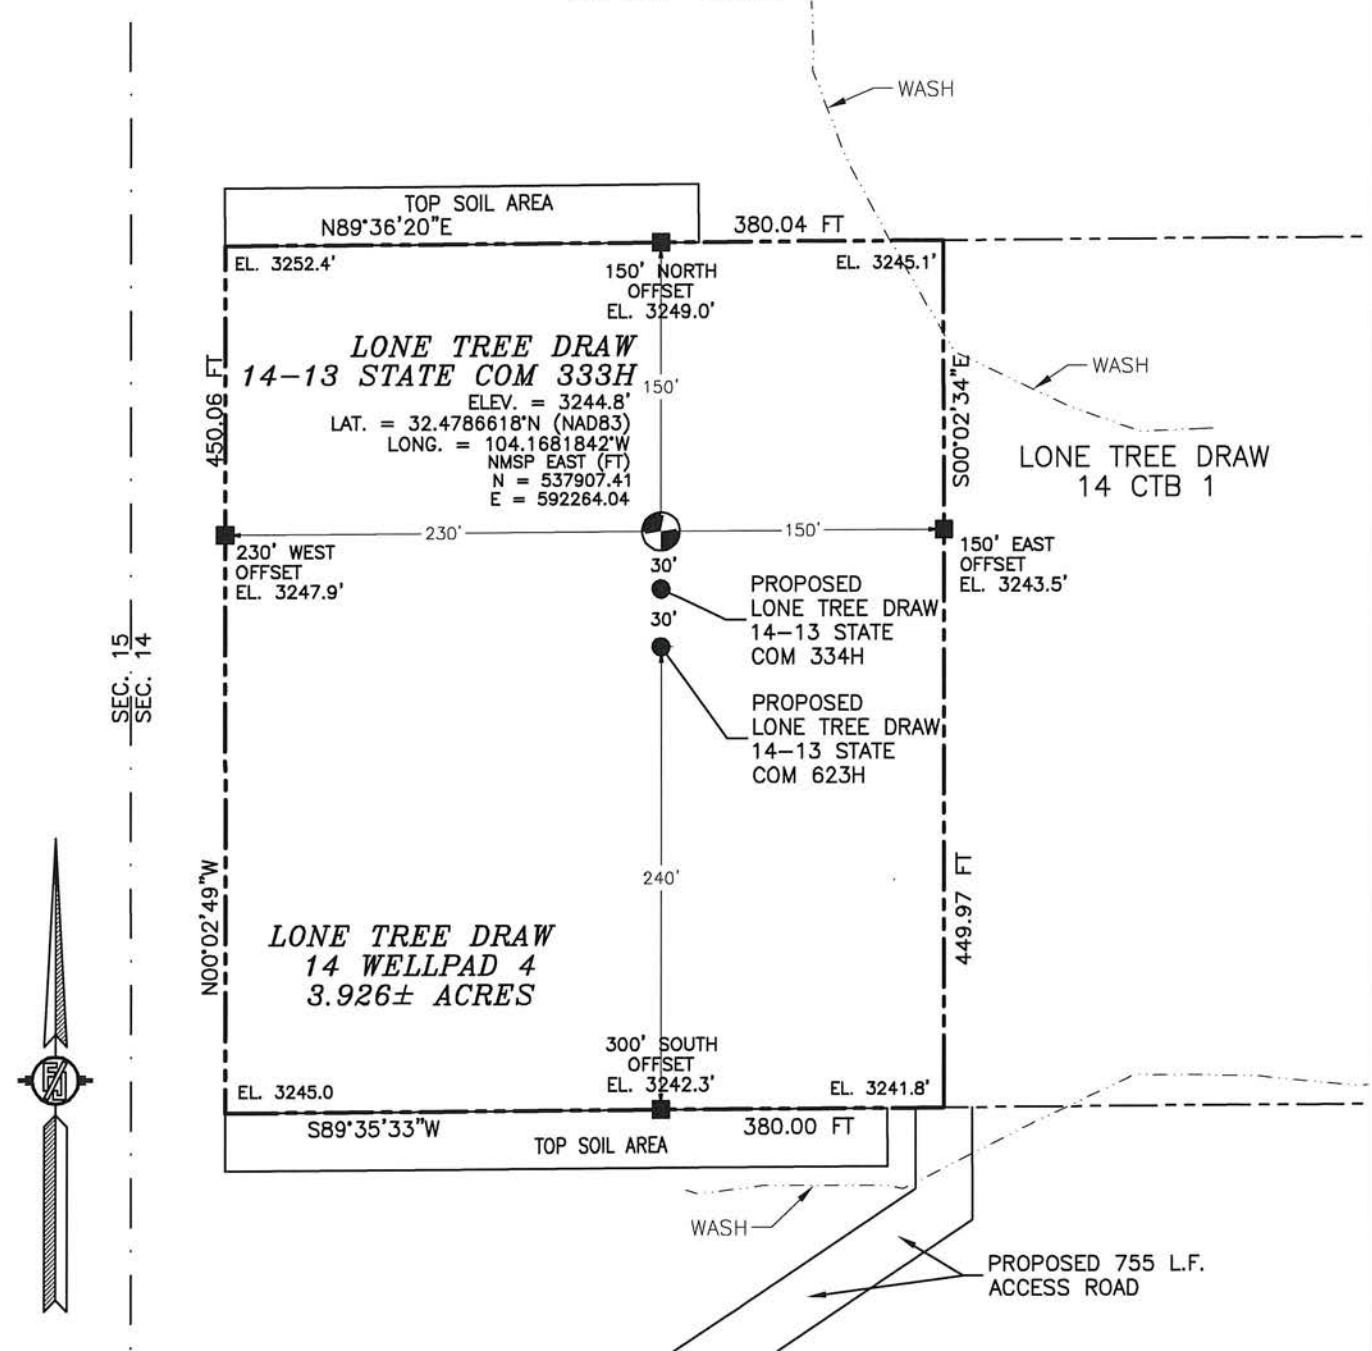 WASH
TOP SOIL AREA
N89°36'20"E
380.04 FT
EL. 3252.4'
150' NORTH
OFFSET
EL. 3249.0'
EL. 3245.1'
450.06 FT
LONE TREE DRAW
14-13 STATE COM 333H
ELEV. = 3244.8'
LAT. = 32.4786618°N (NAD83)
LONG. = 104.1681842°W
NMSP EAST (FT)
N = 537907.41
E = 592264.04
150'
S00°02'34"E
WASH
LONE TREE DRAW
14 CTB 1
230'
150'
230' WEST
OFFSET
EL. 3247.9'
30'
30'
150' EAST
OFFSET
EL. 3243.5'
PROPOSED
LONE TREE DRAW
14-13 STATE
COM 334H
SEC. 15
SEC. 14
PROPOSED
LONE TREE DRAW
14-13 STATE
COM 623H
240'
N00°02'49"W
449.97 FT
LONE TREE DRAW
14 WELLPAD 4
3.926± ACRES
300' SOUTH
OFFSET
EL. 3242.3'
EL. 3245.0
EL. 3241.8'
S89°35'33"W
380.00 FT
TOP SOIL AREA
WASH
PROPOSED 755 L.F.
ACCESS ROAD